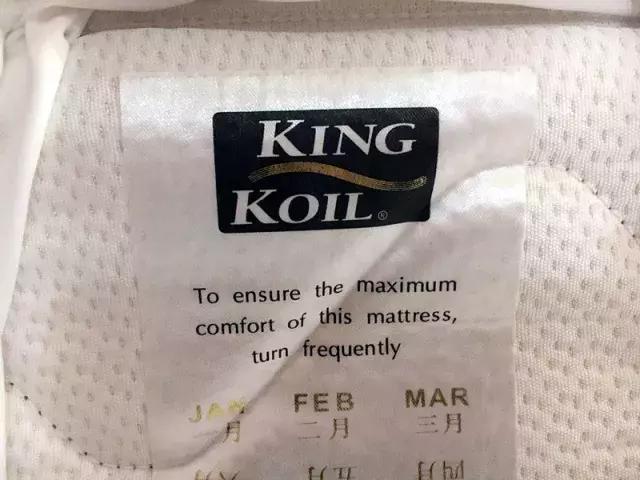 KING
KOIL®
To ensure the maximum
comfort of this mattress,
turn frequently
JAN FEB MAR
一月 二月 三月